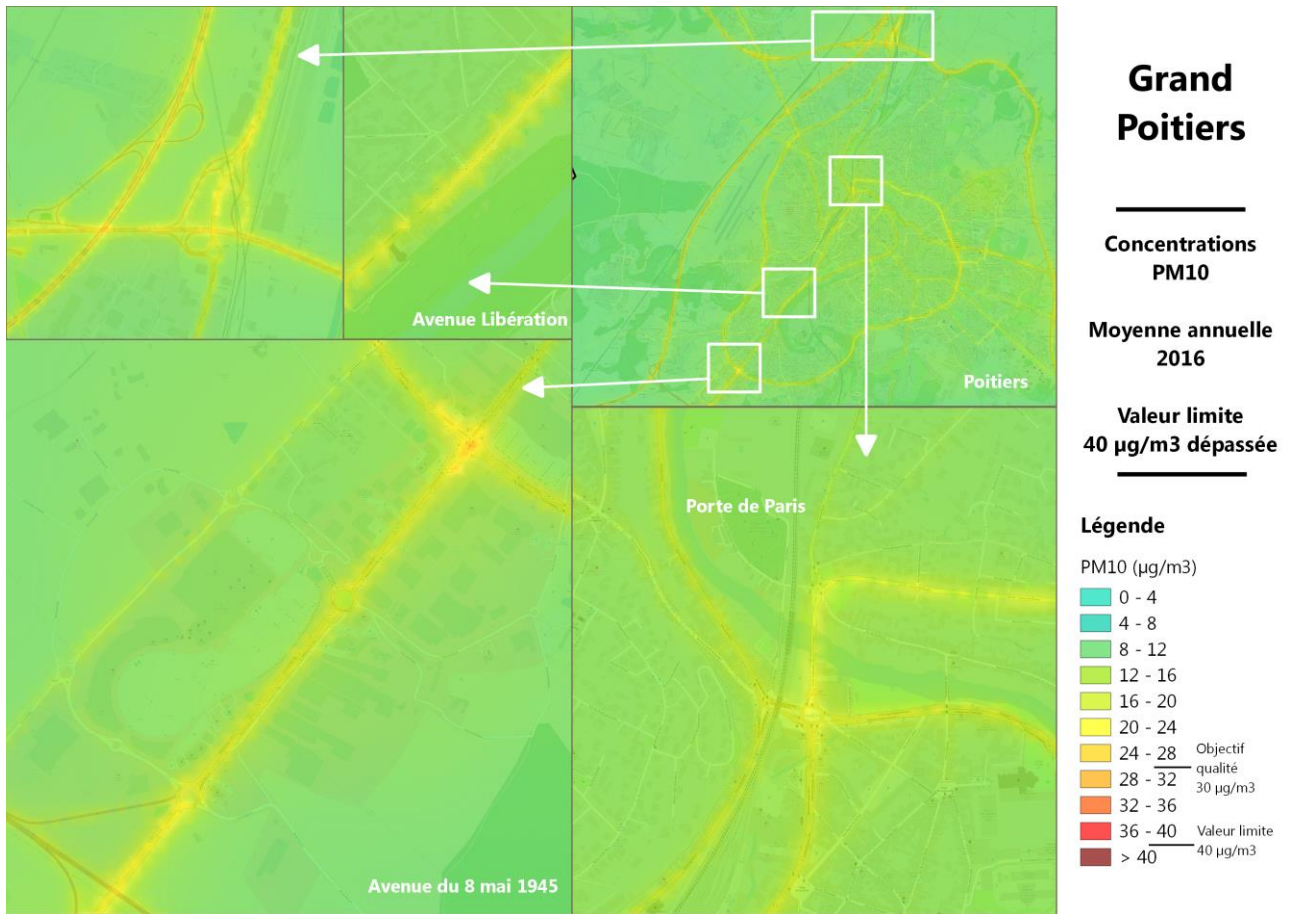 Avenue Libération
Poitiers
Avenue du 8 mai 1945
Porte de Paris
Grand
Poitiers
Concentrations
PM10
Moyenne annuelle
2016
Valeur limite
40 µg/m3 dépassée
Légende
PM10 (µg/m3)
0 - 4
4 - 8
8 - 12
12 - 16
16 - 20
20 - 24
24 - 28
28 - 32
32 - 36
36 - 40
> 40
Objectif
qualité
30 µg/m3
Valeur limite
40 µg/m3